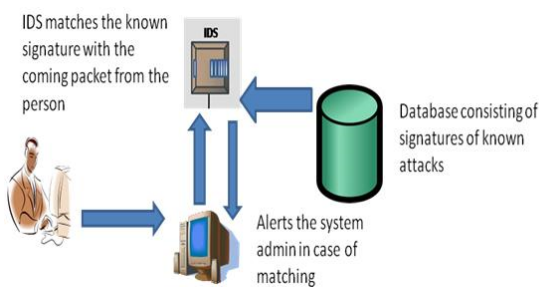 IDS matches the known
signature with the
coming packet from the
person
IDS
Database consisting of
signatures of known
attacks
Alerts the system
admin in case of
matching